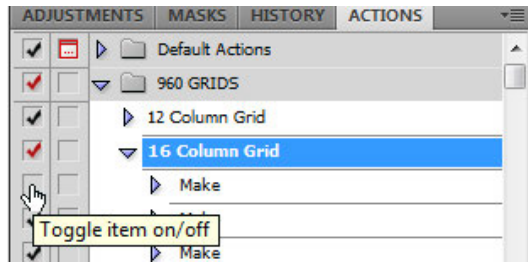 ADJUSTMENTS MASKS HISTORY ACTIONS
Default Actions
960 GRIDS
12 Column Grid
16 Column Grid
Make
Toggle item on/off
Make